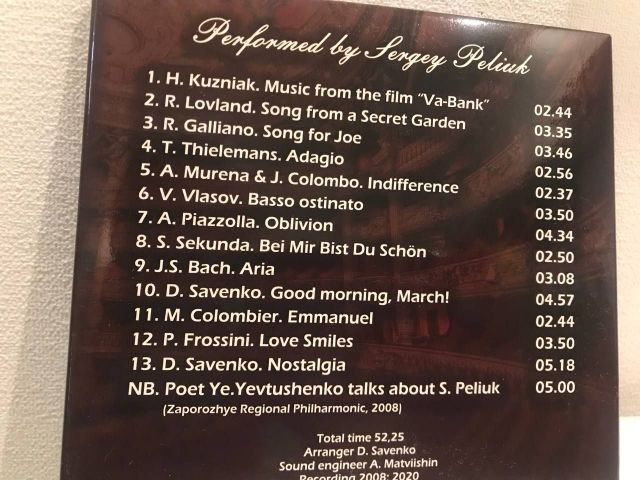 Performed by Sergey Peliuk
1. H. Kuzniak. Music from the film "Va-Bank" 02.44
2. R. Lovland. Song from a Secret Garden 03.35
3. R. Galliano. Song for Joe 03.46
4. T. Thielemans. Adagio 02.56
5. A. Murena & J. Colombo. Indifference 02.37
6. V. Vlasov. Basso ostinato 03.50
7. A. Piazzolla. Oblivion 04.34
8. S. Sekunda. Bei Mir Bist Du Schön 02.50
9. J.S. Bach. Aria 03.08
10. D. Savenko. Good morning, March! 04.57
11. M. Colombier. Emmanuel 02.44
12. P. Frossini. Love Smiles 03.50
13. D. Savenko. Nostalgia 05.18
NB. Poet Ye.Yevtushenko talks about S. Peliuk 05.00
(Zaporozhye Regional Philharmonic, 2008)
Total time 52,25
Arranger D. Savenko
Sound engineer A. Matviishin
Recording 2008; 2020